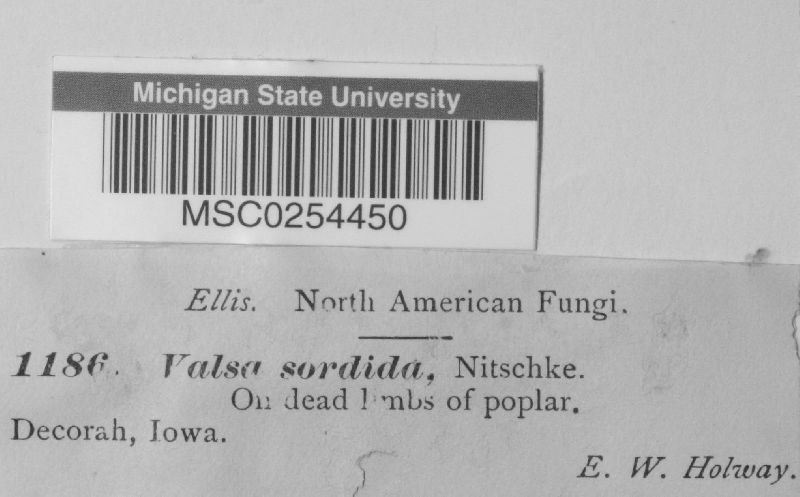 Michigan State University
MSC0254450
Ellis. North American Fungi.
1186. Valsa sordida, Nitschke.
On dead limbs of poplar.
Decorah, Iowa.
E. W. Holway.